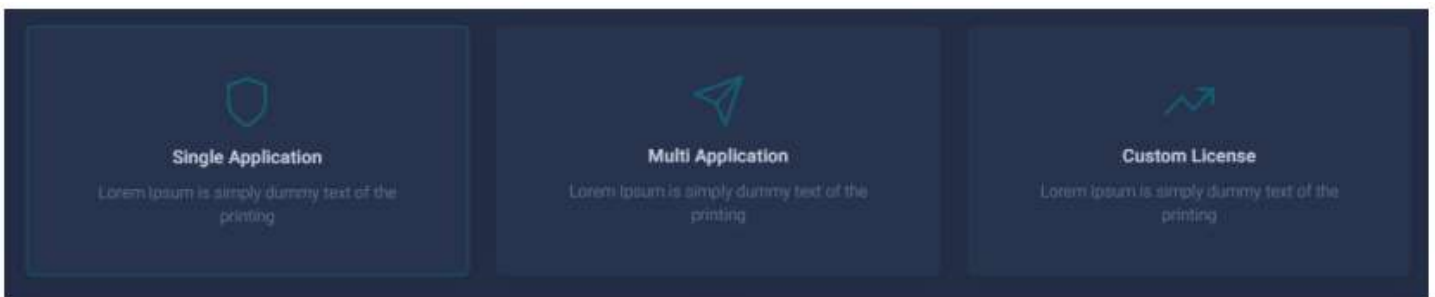 Single Application
Lorem Ipsum is simply dummy text of the
printing
Multi Application
Lorem Ipsum is simply dummy text of the
printing
Custom License
Lorem Ipsum is simply dummy text of the
printing